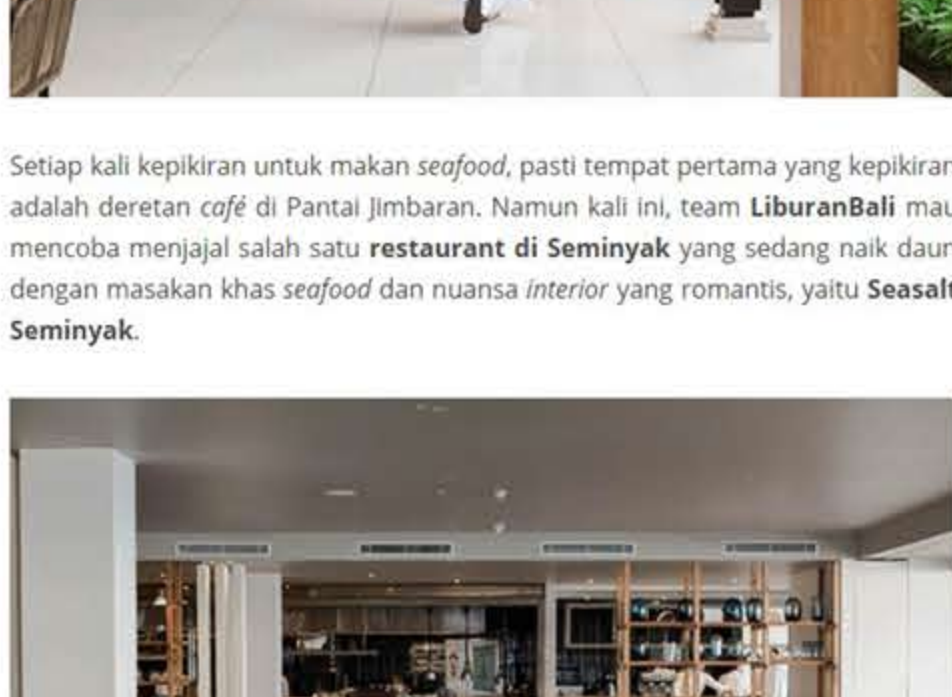 Setiap kali kepikiran untuk makan seafood, pasti tempat pertama yang kepikiran
adalah deretan café di Pantai Jimbaran. Namun kali ini, team LiburanBali mau
mencoba menjajal salah satu restaurant di Seminyak yang sedang naik daun
dengan masakan khas seafood dan nuansa interior yang romantis, yaitu Seasalt
Seminyak.